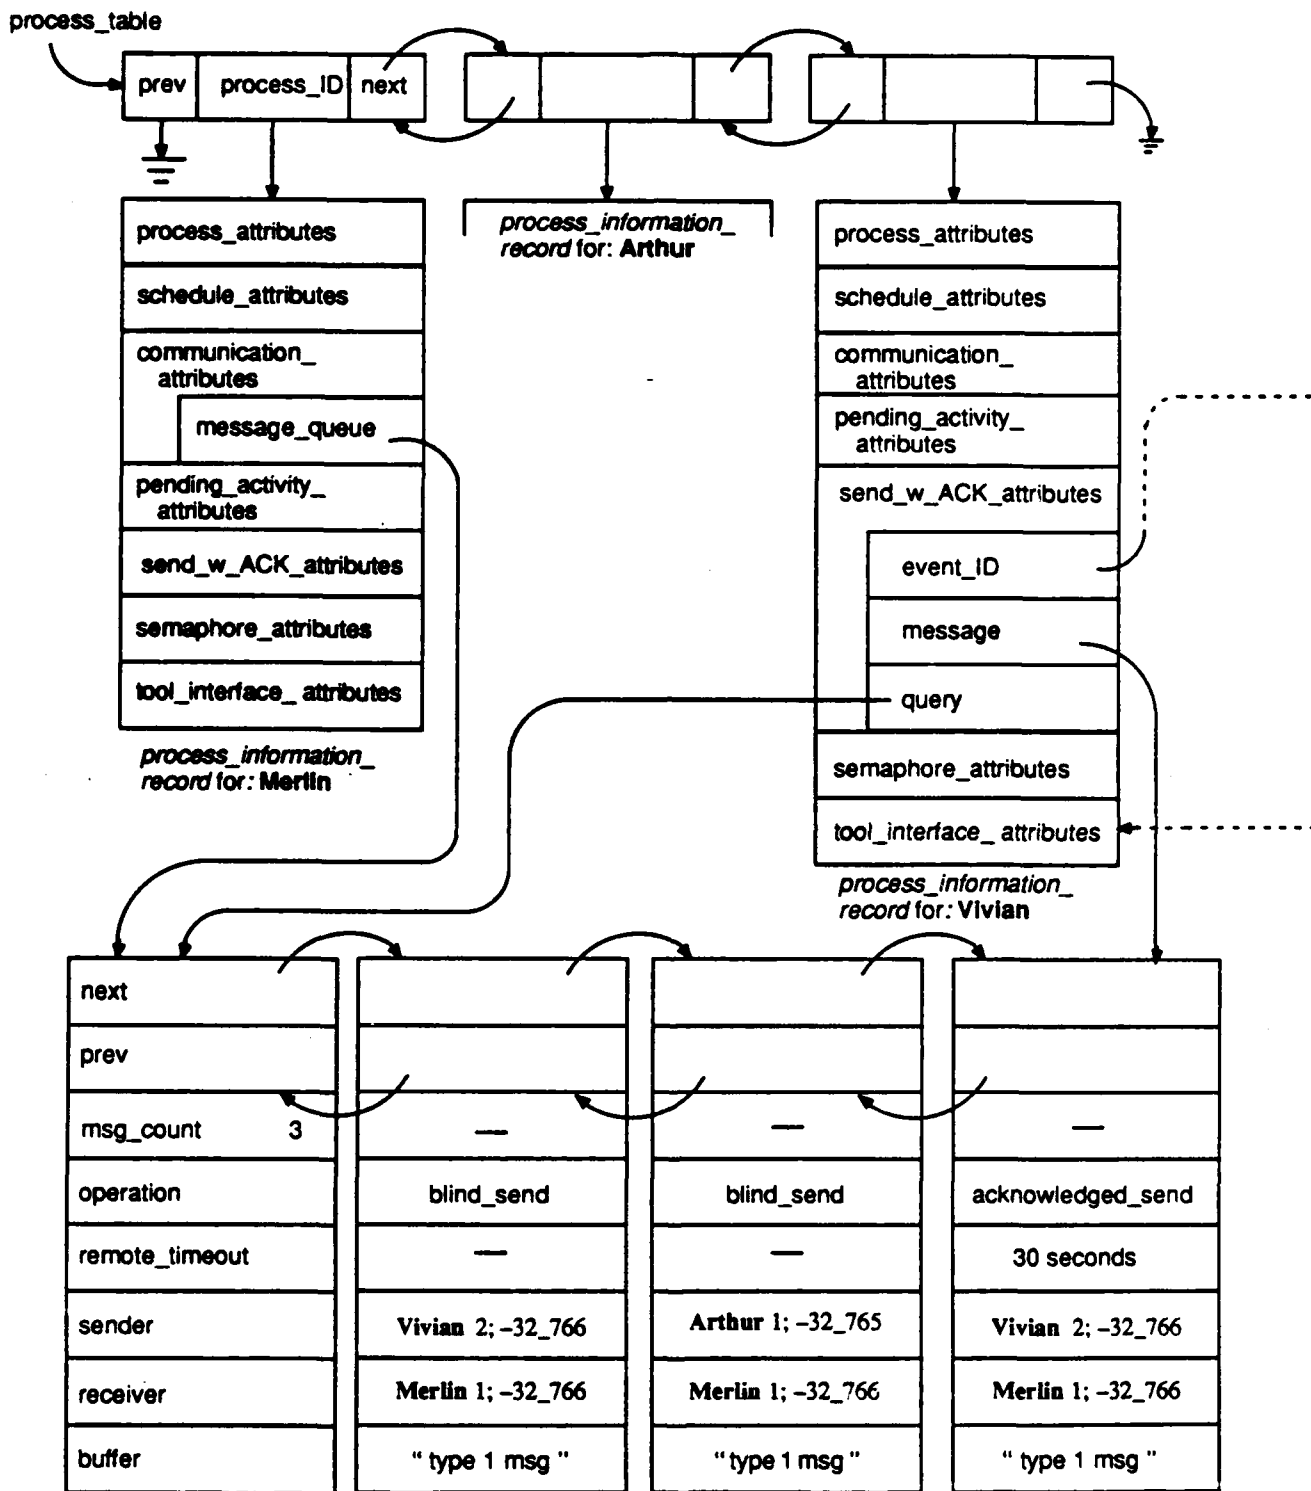 process_table
prev process_ID next
process_attributes
schedule_attributes
communication_
attributes
message_queue
pending_activity_
attributes
send_w_ACK_attributes
semaphore_attributes
tool_interface_ attributes
process_information_
record for: Merlin
process_information_
record for: Arthur
process_attributes
schedule_attributes
communication_
attributes
pending_activity_
attributes
send_w_ACK_attributes
event_ID
message
query
semaphore_attributes
tool_interface_ attributes
process_information_
record for: Vivian
next
prev
msg_count 3 — — —
operation blind_send blind_send acknowledged_send
remote_timeout — — 30 seconds
sender Vivian 2; -32_766 Arthur 1; -32_765 Vivian 2; -32_766
receiver Merlin 1; -32_766 Merlin 1; -32_766 Merlin 1; -32_766
buffer “ type 1 msg ” “ type 1 msg ” “ type 1 msg ”